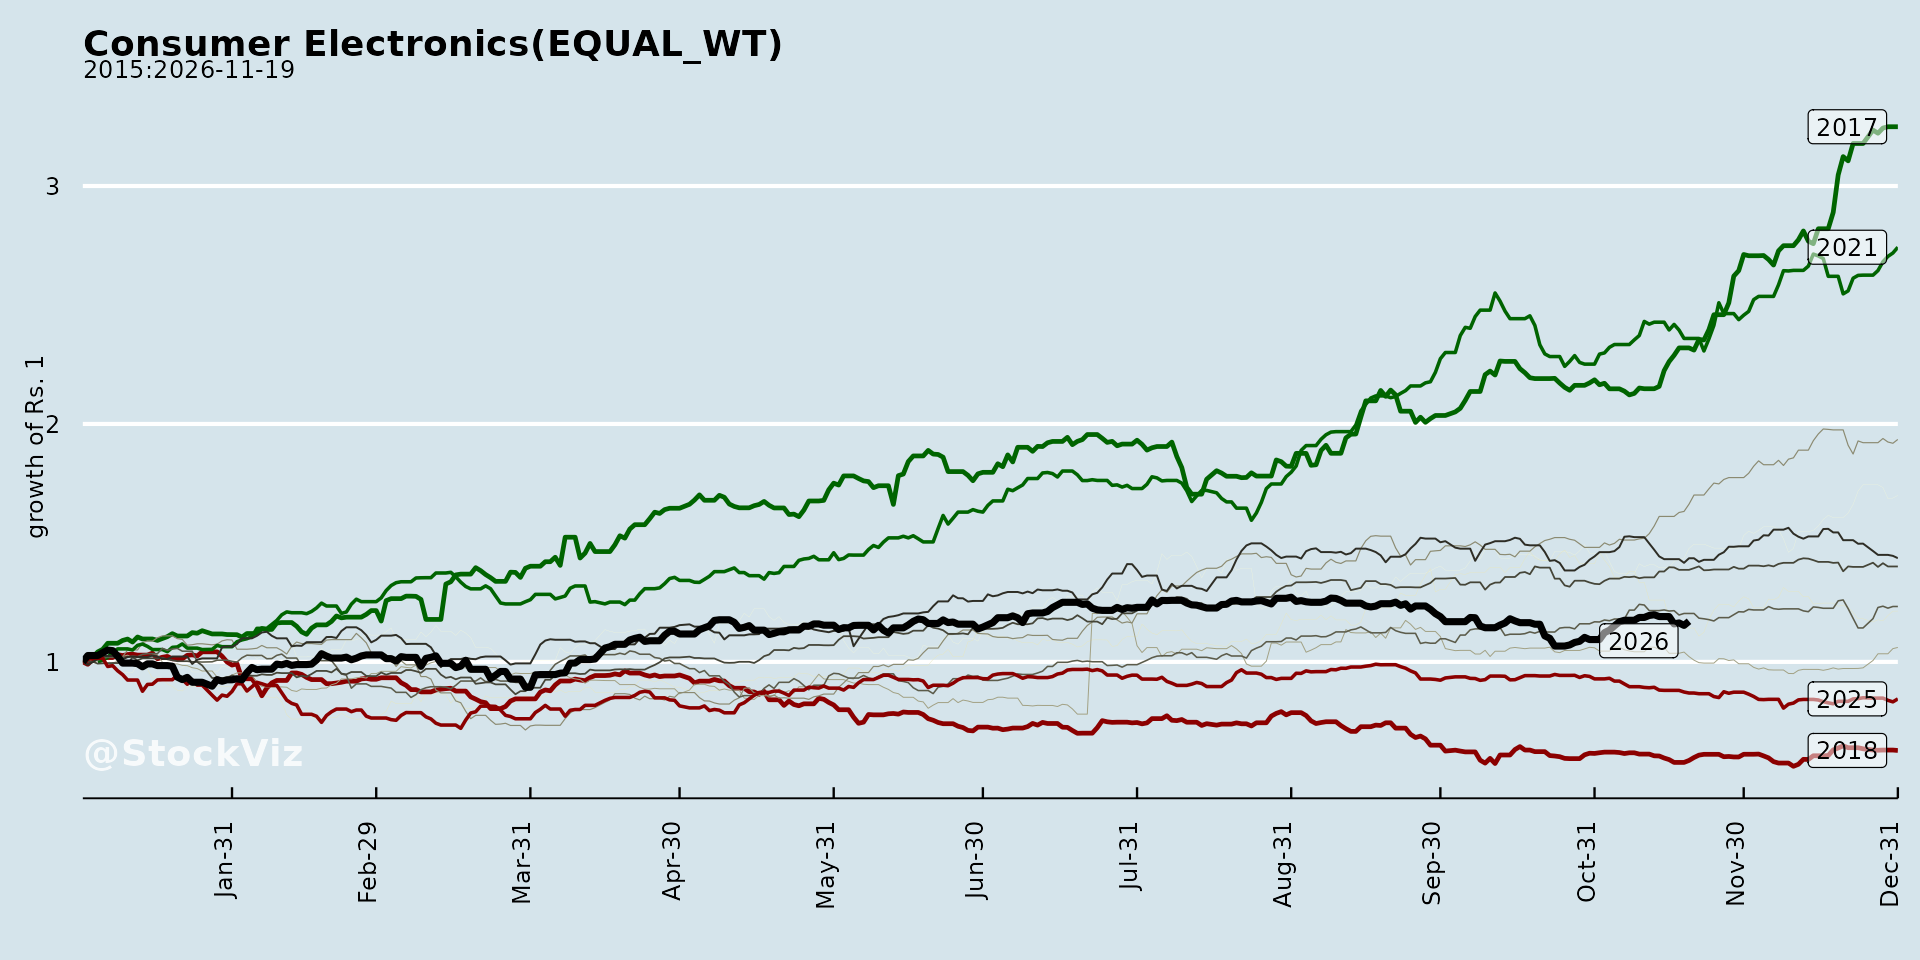 Consumer Electronics(EQUAL_WT)
2015:2026-11-19
growth of Rs. 1
3
2
1
2017
2021
2026
2025
2018
@StockViz
Jan-31
Feb-29
Mar-31
Apr-30
May-31
Jun-30
Jul-31
Aug-31
Sep-30
Oct-31
Nov-30
Dec-31